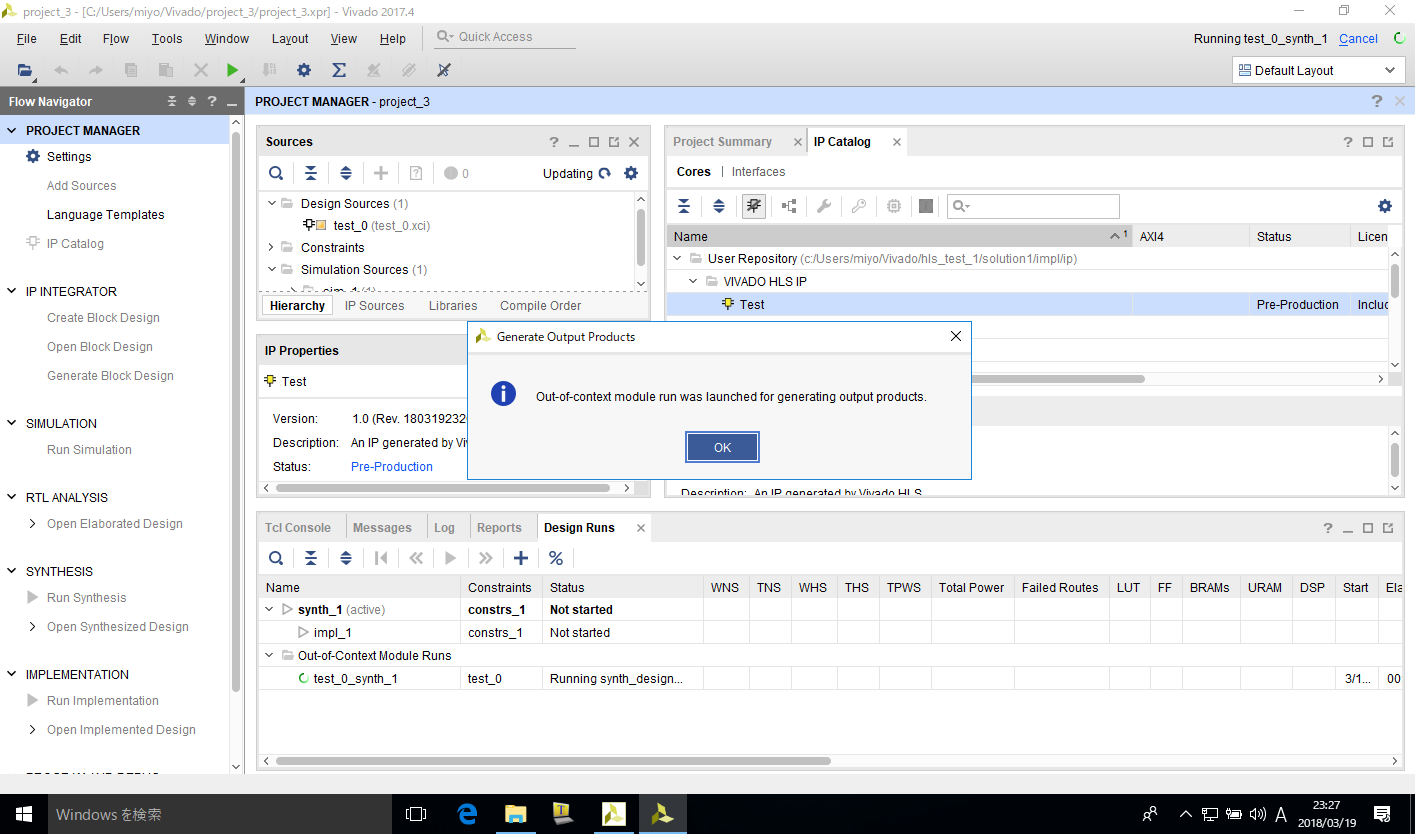 project_3 - [C:/Users/miyo/Vivado/project_3/project_3.xpr] - Vivado 2017.4
File Edit Flow Tools Window Layout View Help Quick Access Running test_0_synth_1 Cancel
Default Layout
Flow Navigator
PROJECT MANAGER
Settings
Add Sources
Language Templates
IP Catalog
IP INTEGRATOR
Create Block Design
Open Block Design
Generate Block Design
SIMULATION
Run Simulation
RTL ANALYSIS
Open Elaborated Design
SYNTHESIS
Run Synthesis
Open Synthesized Design
IMPLEMENTATION
Run Implementation
Open Implemented Design
PROJECT MANAGER - project_3
Sources
0 Updating
Design Sources (1)
test_0 (test_0.xci)
Constraints
Simulation Sources (1)
sim_1 (1)
Hierarchy IP Sources Libraries Compile Order
IP Properties
Test
Version: 1.0 (Rev. 180319232
Description: An IP generated by Vi
Status: Pre-Production
Project Summary IP Catalog
Cores Interfaces
Name 1 AXI4 Status Licen
User Repository (c:/Users/miyo/Vivado/hls_test_1/solution1/impl/ip)
VIVADO HLS IP
Test Pre-Production Includ
Description: An IP generated by Vivado HLS
Generate Output Products
Out-of-context module run was launched for generating output products.
OK
Tcl Console Messages Log Reports Design Runs
Name Constraints Status WNS TNS WHS THS TPWS Total Power Failed Routes LUT FF BRAMs URAM DSP Start Ela
synth_1 (active) constrs_1 Not started
impl_1 constrs_1 Not started
Out-of-Context Module Runs
test_0_synth_1 test_0 Running synth_design... 3/1... 00
Windows を検索
A 23:27
2018/03/19